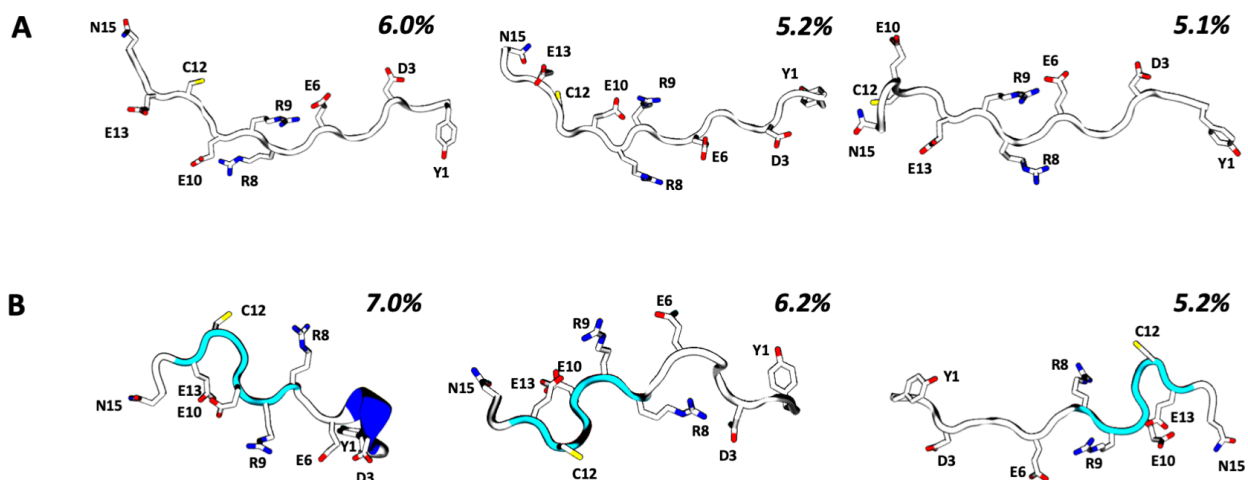 A
6.0%
N15
C12
E13
R9
E6
D3
E10
R8
Y1
5.2%
N15
E13
C12
E10
R9
R8
E6
D3
Y1
5.1%
E10
C12
N15
E13
R9
R8
E6
D3
Y1
B
7.0%
C12
R8
N15
E13
E10
R9
E6
Y1
D3
6.2%
E6
R9
Y1
N15
E13
E10
R8
C12
D3
5.2%
C12
R8
Y1
E13
D3
E6
R9
E10
N15